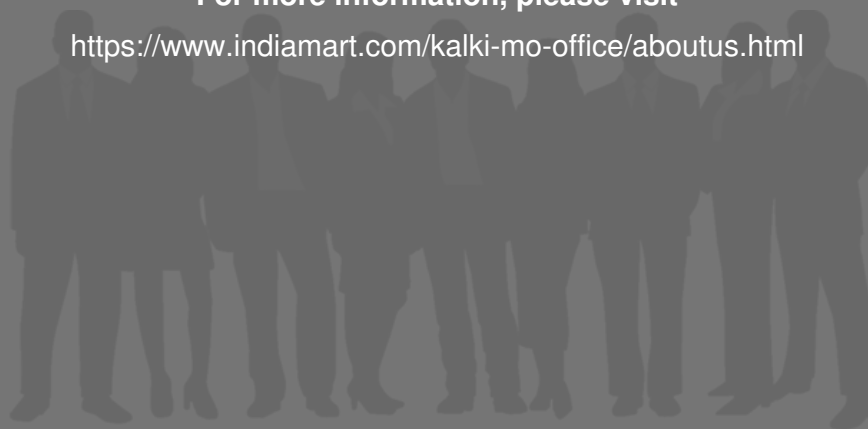 For more information, please visit
https://www.indiamart.com/kalki-mo-office/aboutus.html